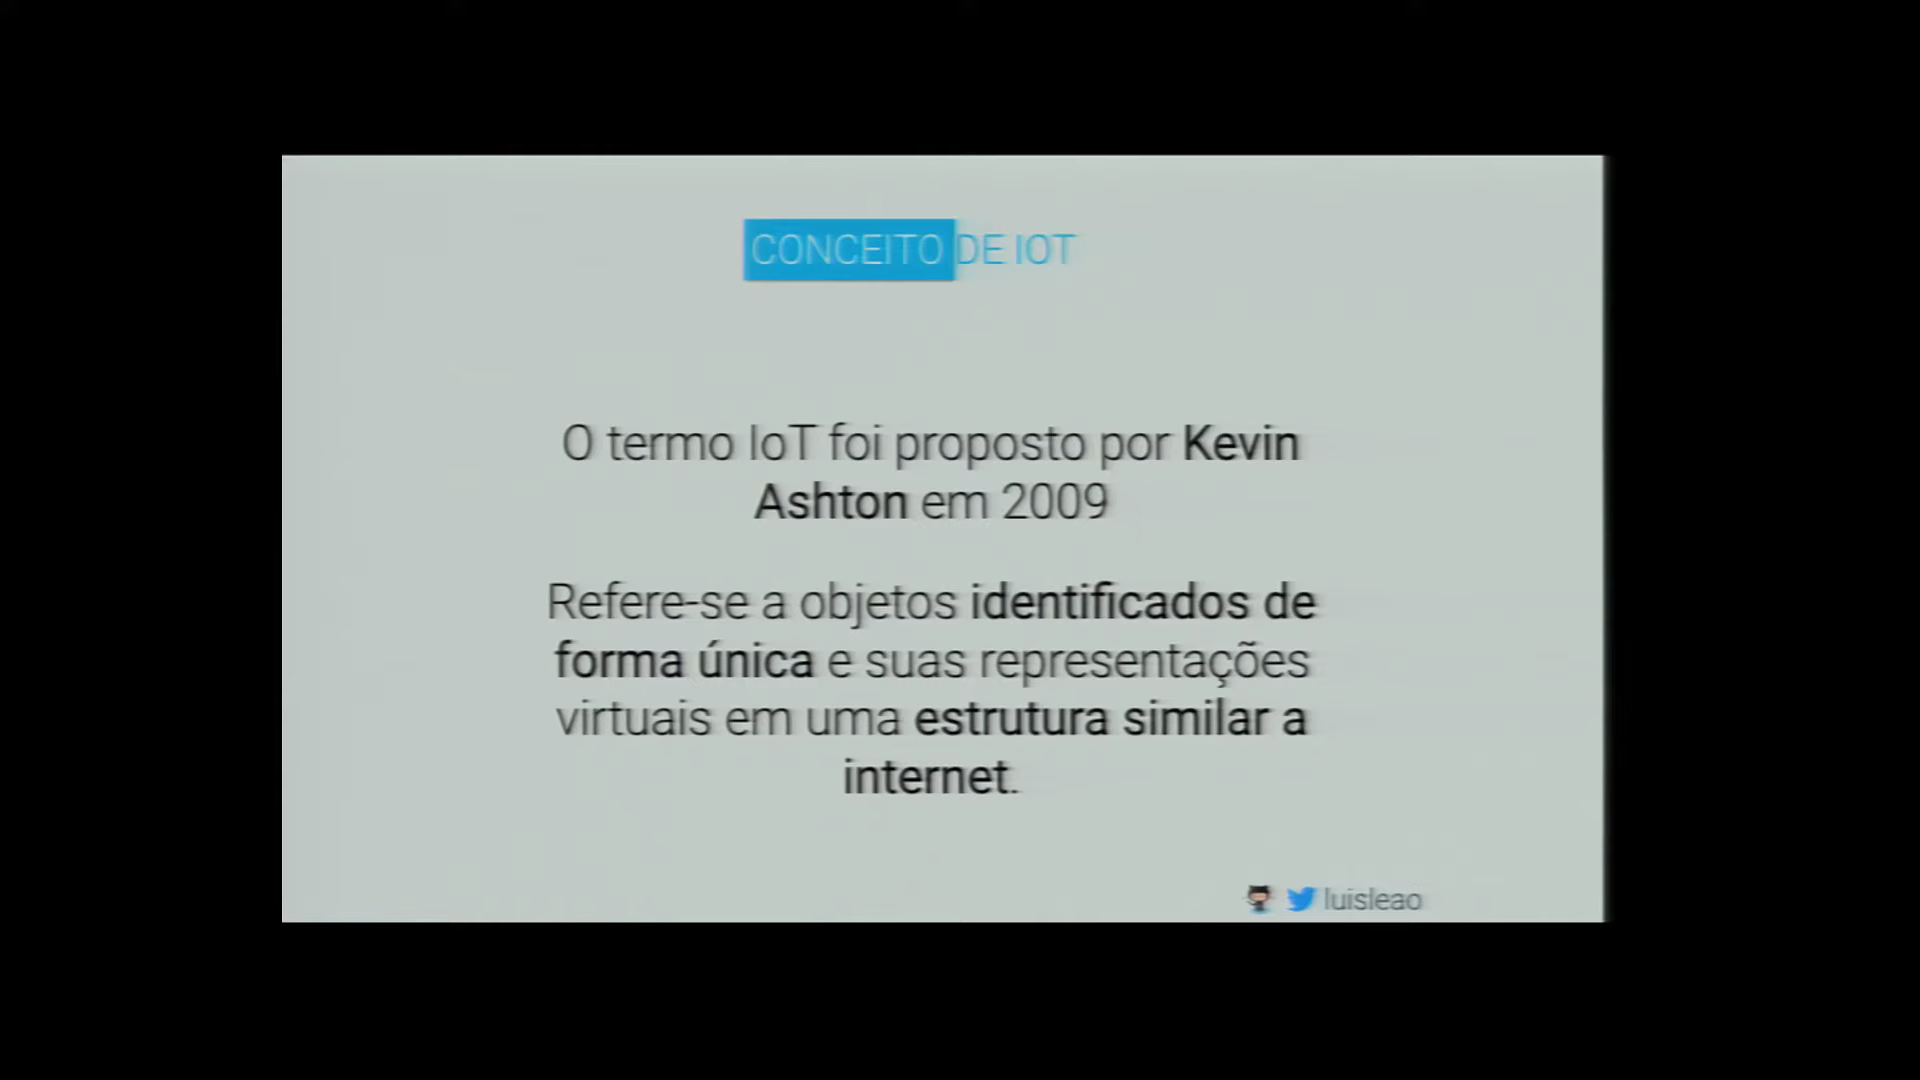 CONCEITO DE IOT
O termo IoT foi proposto por Kevin
Ashton em 2009
Refere-se a objetos identificados de
forma única e suas representações
virtuais em uma estrutura similar a
internet.
luisleao